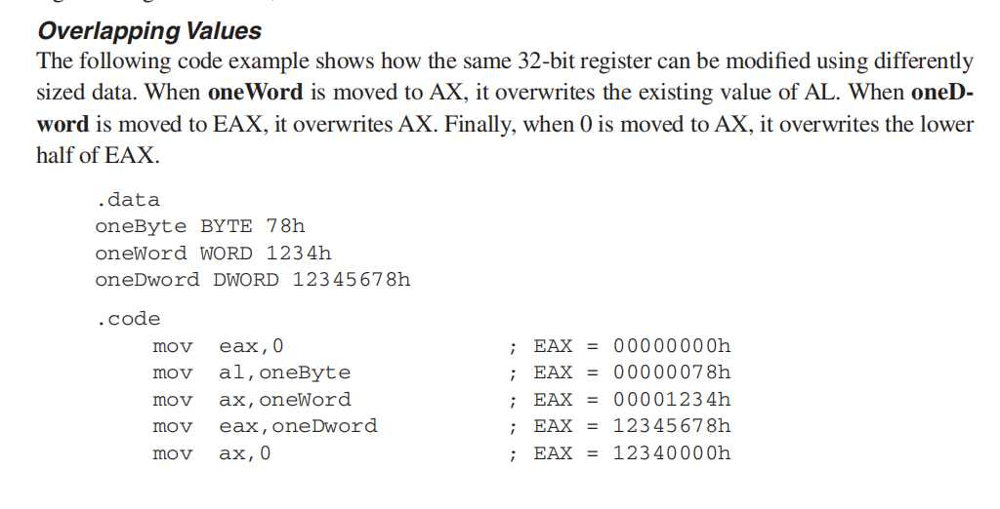 Overlapping Values
The following code example shows how the same 32-bit register can be modified using differently
sized data. When oneWord is moved to AX, it overwrites the existing value of AL. When oneD-
word is moved to EAX, it overwrites AX. Finally, when 0 is moved to AX, it overwrites the lower
half of EAX.
.data
oneByte BYTE 78h
oneWord WORD 1234h
oneDword DWORD 12345678h
.code
mov eax,0 ; EAX = 00000000h
mov al,oneByte ; EAX = 00000078h
mov ax,oneWord ; EAX = 00001234h
mov eax,oneDword ; EAX = 12345678h
mov ax,0 ; EAX = 12340000h